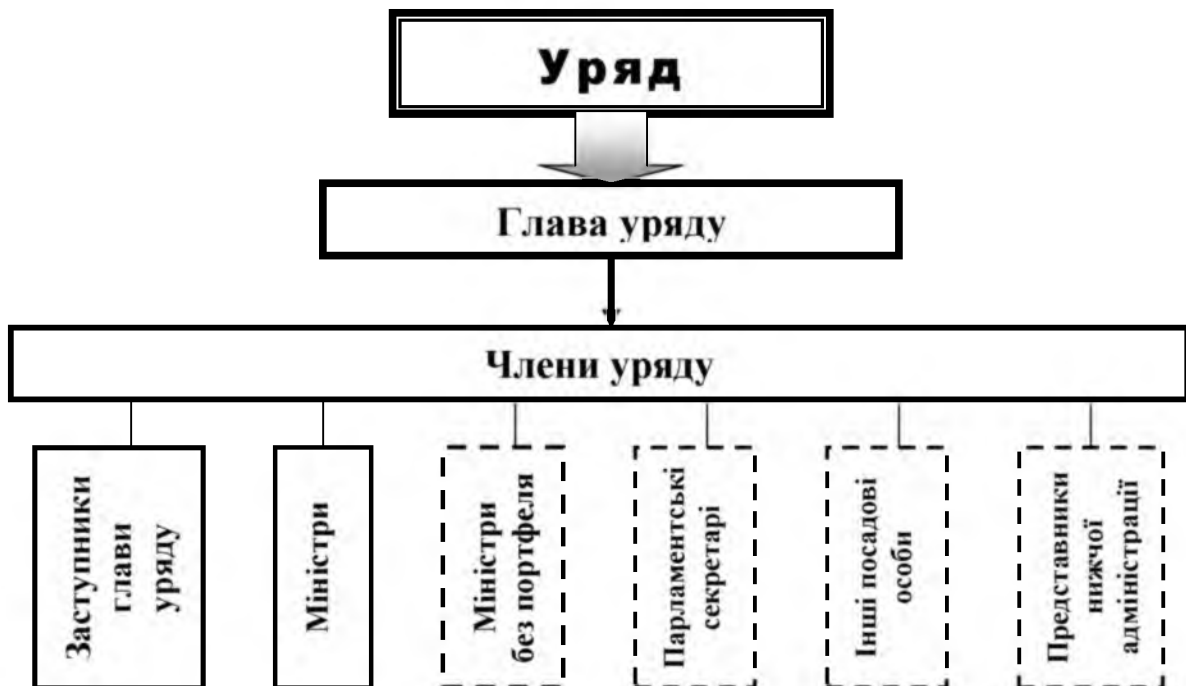 Уряд
Глава уряду
Члени уряду
Заступники
глави
уряду
Міністри
Міністри
без портфеля
Парламентські
секретарі
Інші посадові
особи
Представники
нижчої
адміністрації